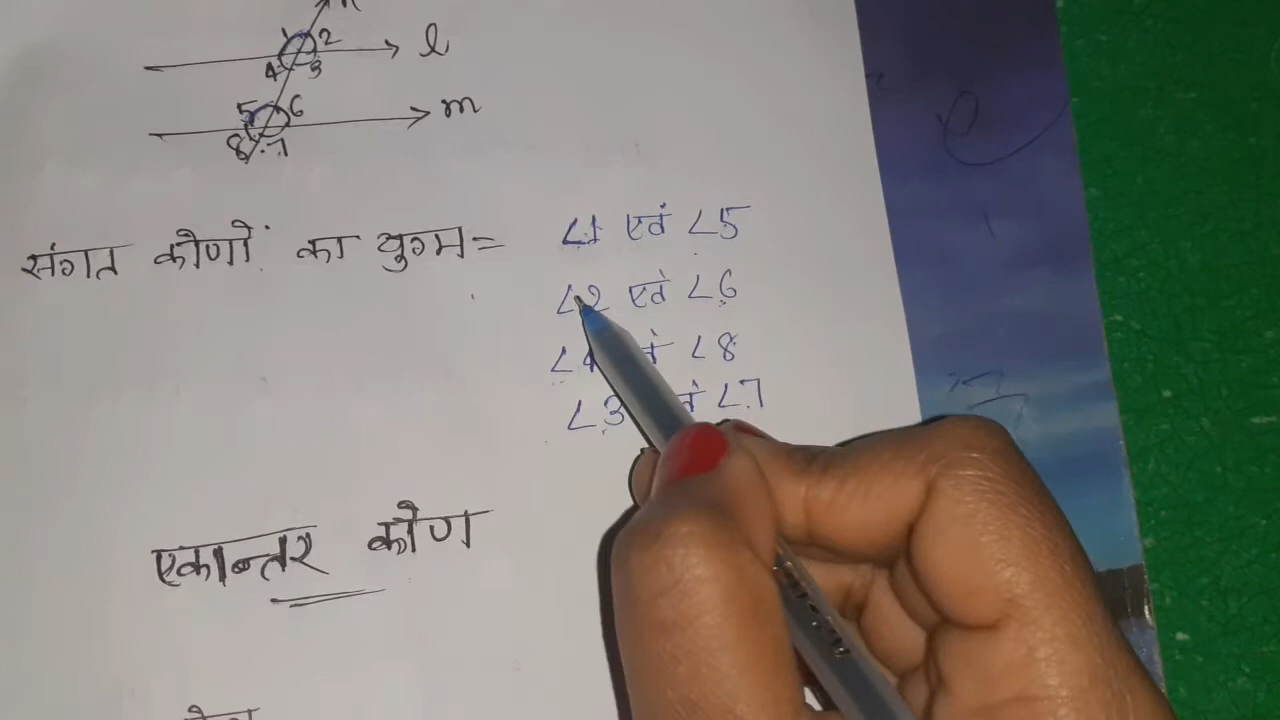 1 2 l
4 3
5 6 m
8 7
संगत कोणों का युग्म = ∠1 एवं ∠5
∠2 एवं ∠6
∠4 ∠8
∠3 ∠7
एकान्तर कोण